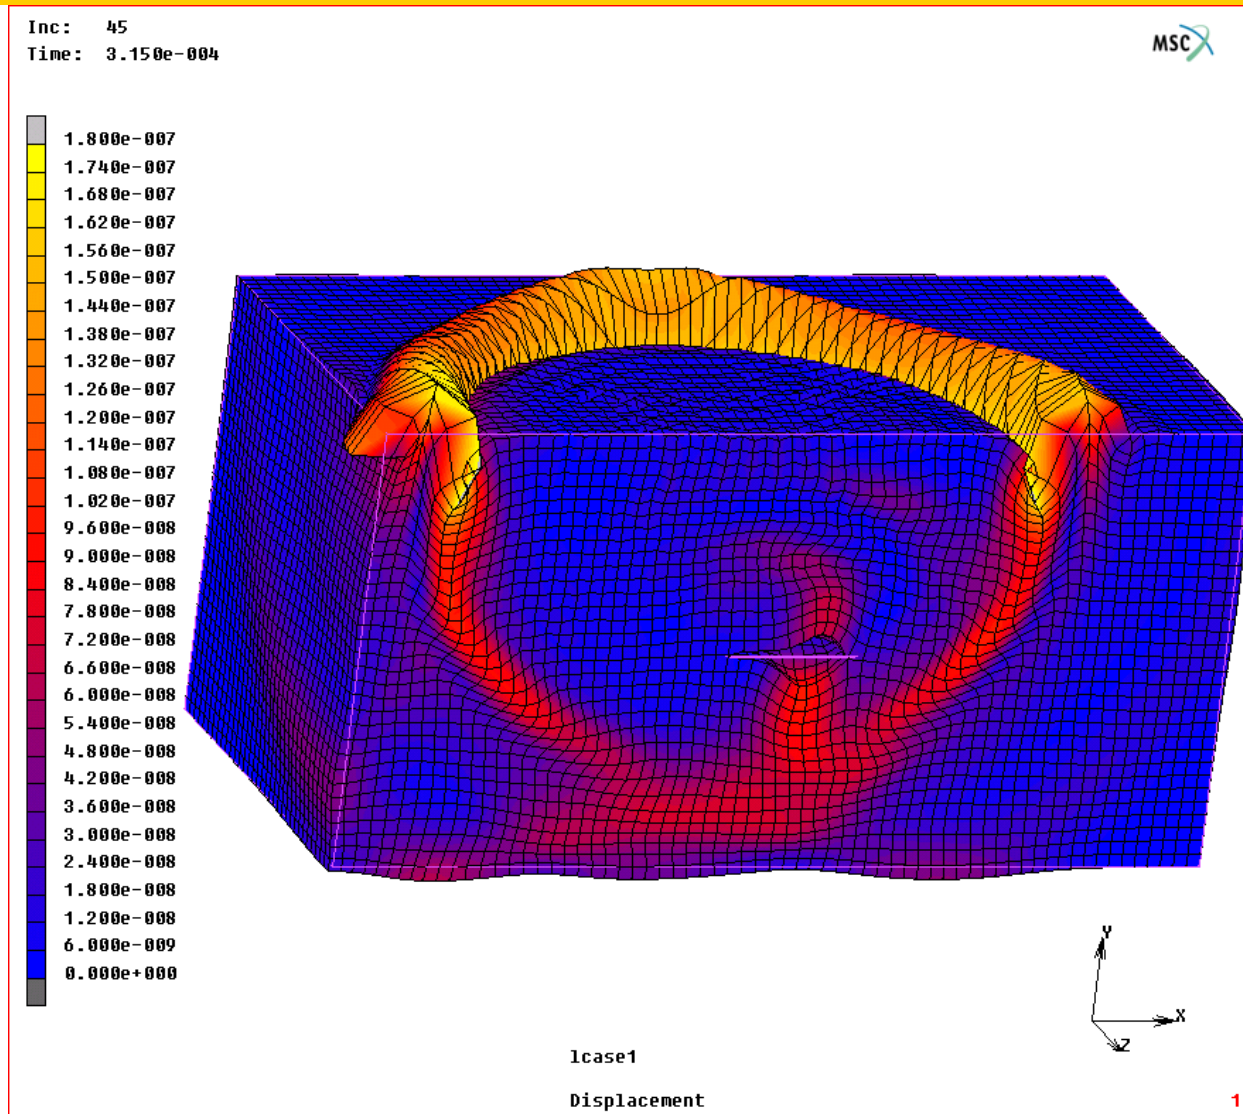 Inc: 45
Time: 3.150e-004
MSC
1.800e-007
1.740e-007
1.680e-007
1.620e-007
1.560e-007
1.500e-007
1.440e-007
1.380e-007
1.320e-007
1.260e-007
1.200e-007
1.140e-007
1.080e-007
1.020e-007
9.600e-008
9.000e-008
8.400e-008
7.800e-008
7.200e-008
6.600e-008
6.000e-008
5.400e-008
4.800e-008
4.200e-008
3.600e-008
3.000e-008
2.400e-008
1.800e-008
1.200e-008
6.000e-009
0.000e+000
Y
X
Z
lcase1
Displacement
1